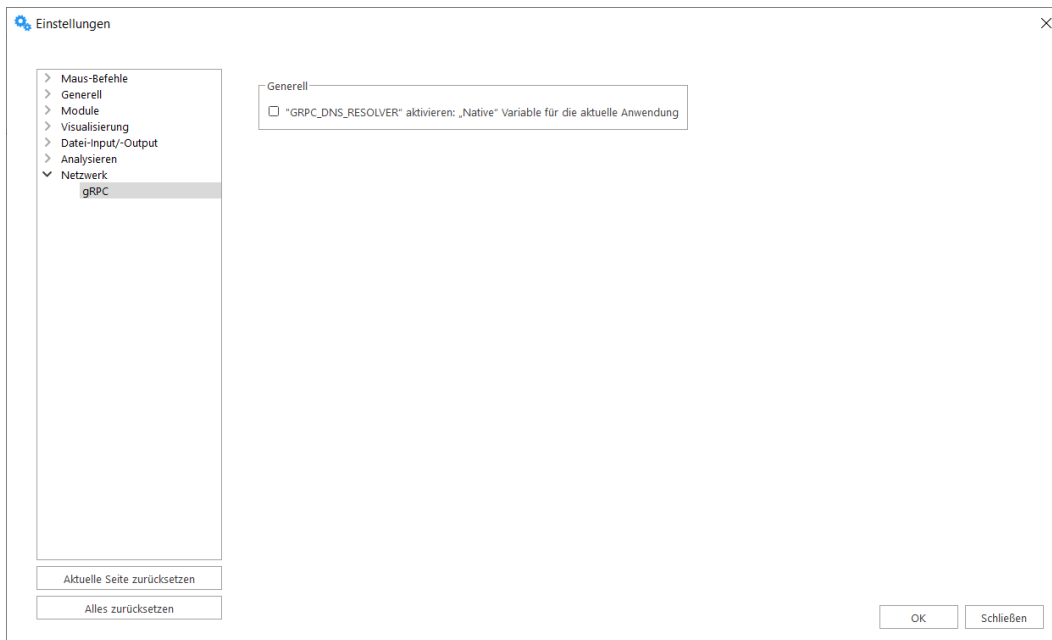 Einstellungen
Maus-Befehle
Generell
Module
Visualisierung
Datei-Input/-Output
Analysieren
Netzwerk
gRPC
Generell
"GRPC_DNS_RESOLVER“ aktivieren: „Native“ Variable für die aktuelle Anwendung
Aktuelle Seite zurücksetzen
Alles zurücksetzen
OK
Schließen